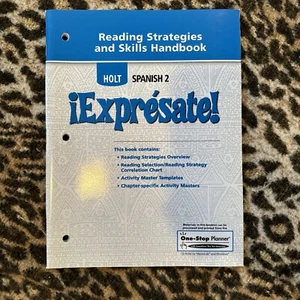 Reading Strategies
and Skills Handbook
HOLT SPANISH 2
¡Exprésate!
This book contains:
• Reading Strategies Overview
• Reading Selection/Reading Strategy
Correlation Chart
• Activity Master Templates
• Chapter-specific Activity Masters
One-Stop Planner